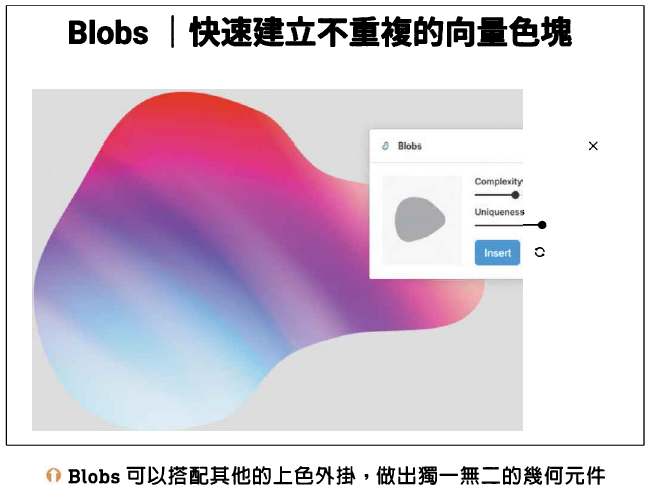 Blobs｜快速建立不重複的向量色塊
Blobs
Complexity
Uniqueness
Insert
Blobs 可以搭配其他的上色外掛，做出獨一無二的幾何元件